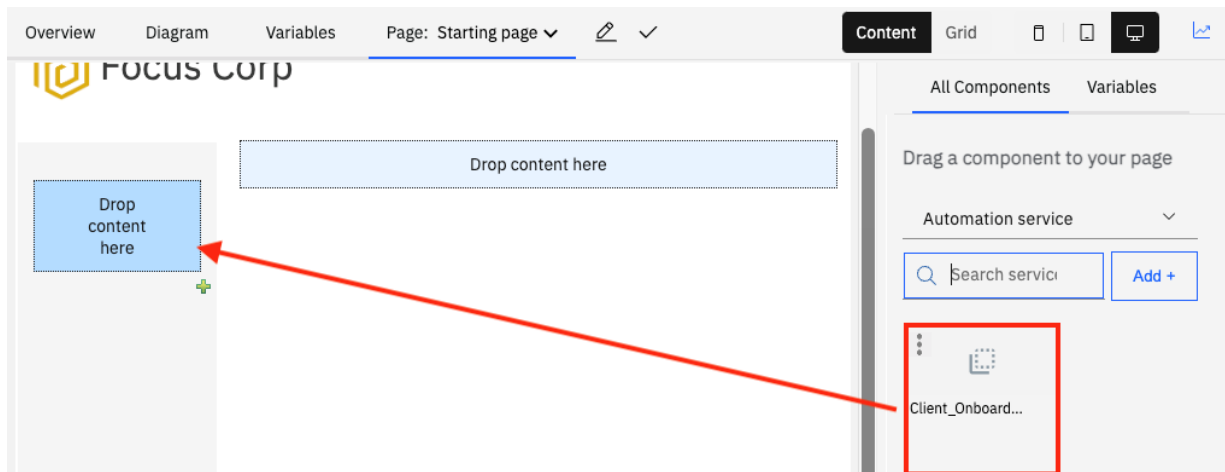 Overview Diagram Variables Page: Starting page Content Grid
Focus Corp
All Components Variables
Drop content here
Drag a component to your page
Drop
content
here
Automation service
Search servic
Add +
Client_Onboard...